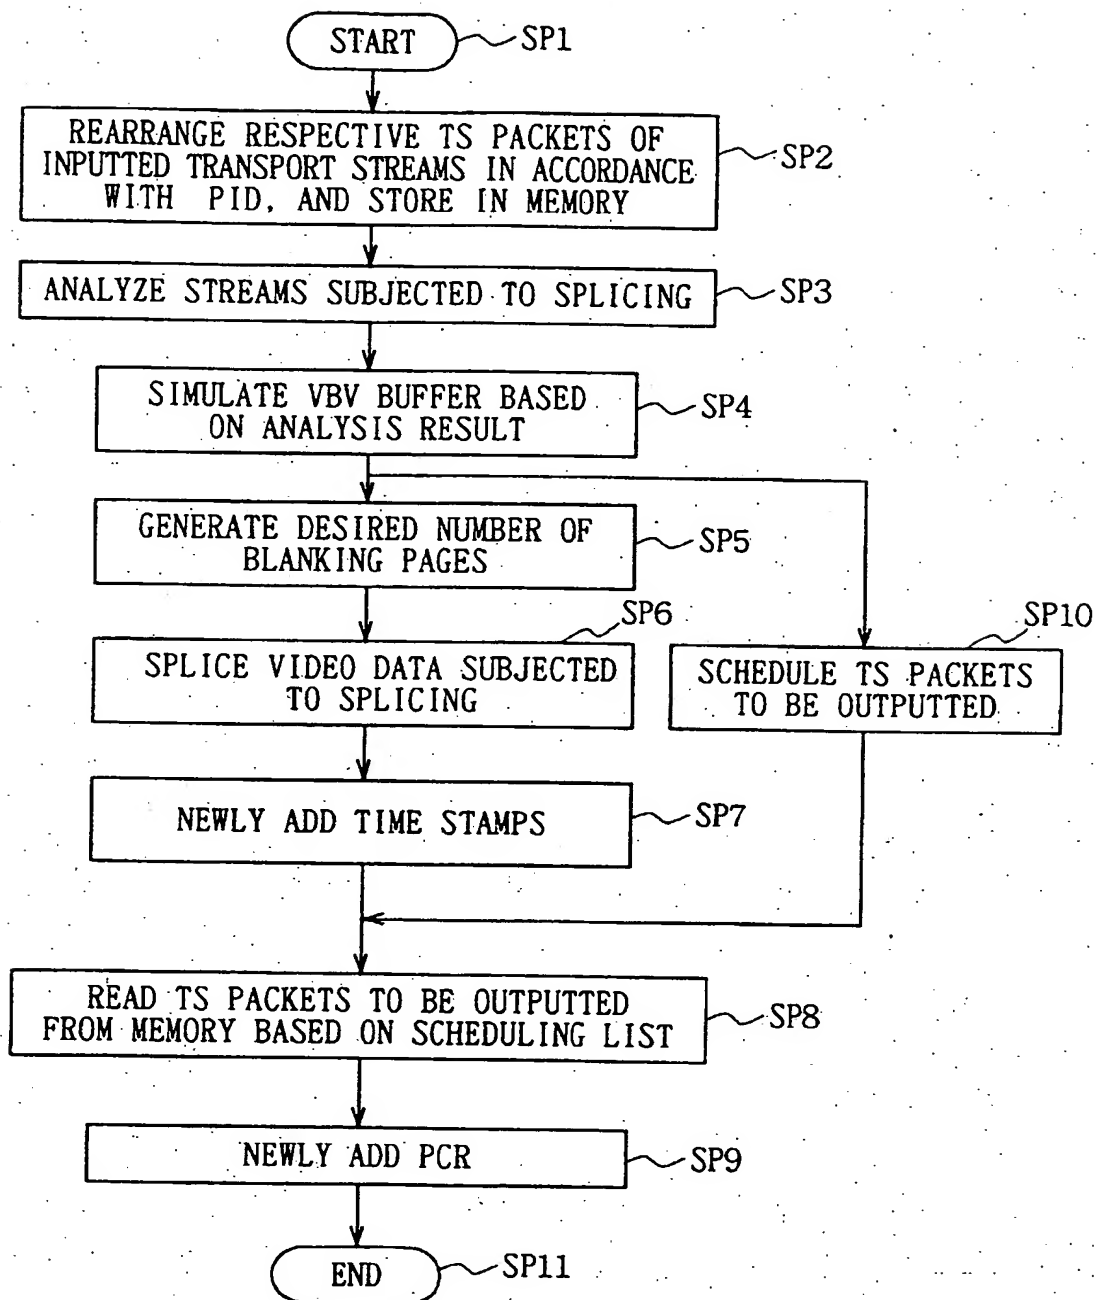 START
SP1
REARRANGE RESPECTIVE TS PACKETS OF
INPUTTED TRANSPORT STREAMS IN ACCORDANCE
WITH PID, AND STORE IN MEMORY
SP2
ANALYZE STREAMS SUBJECTED TO SPLICING
SP3
SIMULATE VBV BUFFER BASED
ON ANALYSIS RESULT
SP4
GENERATE DESIRED NUMBER OF
BLANKING PAGES
SP5
SP6
SPLICE VIDEO DATA SUBJECTED
TO SPLICING
SP10
SCHEDULE TS PACKETS
TO BE OUTPUTTED
NEWLY ADD TIME STAMPS
SP7
READ TS PACKETS TO BE OUTPUTTED
FROM MEMORY BASED ON SCHEDULING LIST
SP8
NEWLY ADD PCR
SP9
END
SP11